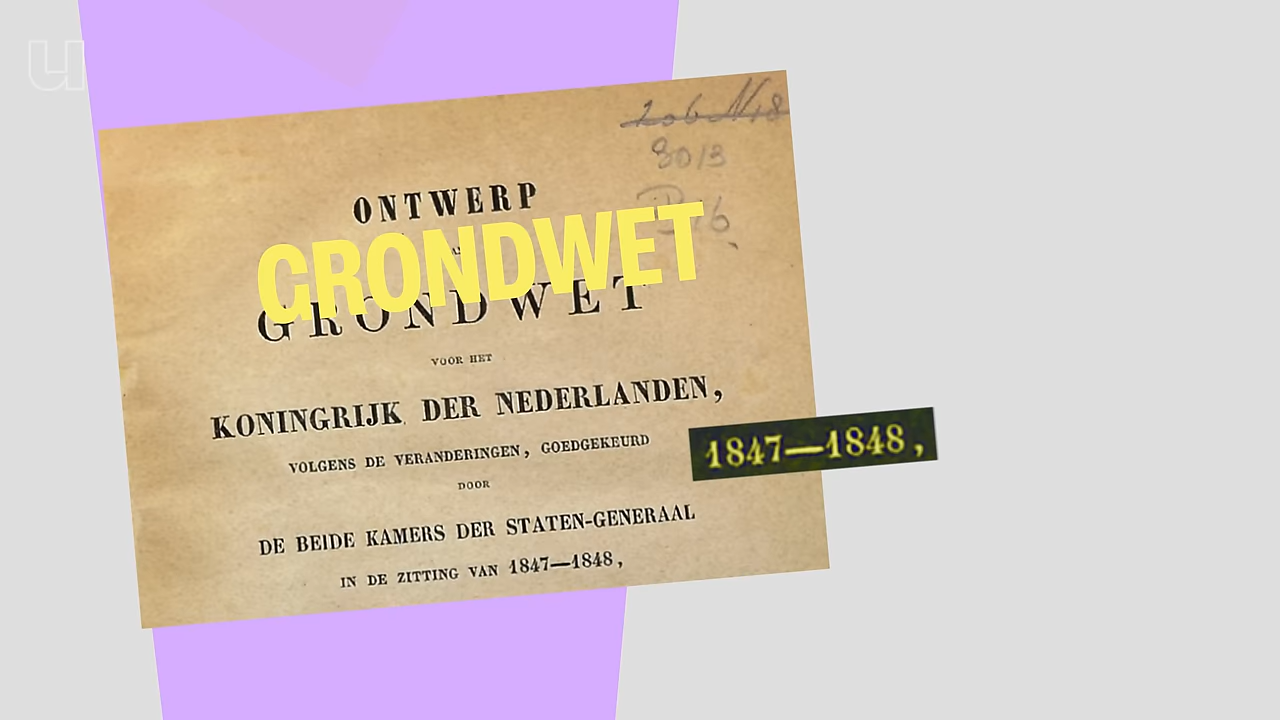 u
ONTWERP
GRONDWET
GRONDWET
VOOR HET
KONINGRIJK DER NEDERLANDEN,
VOLGENS DE VERANDERINGEN, GOEDGEKEURD
1847—1848,
DOOR
DE BEIDE KAMERS DER STATEN-GENERAAL
IN DE ZITTING VAN 1847—1848,